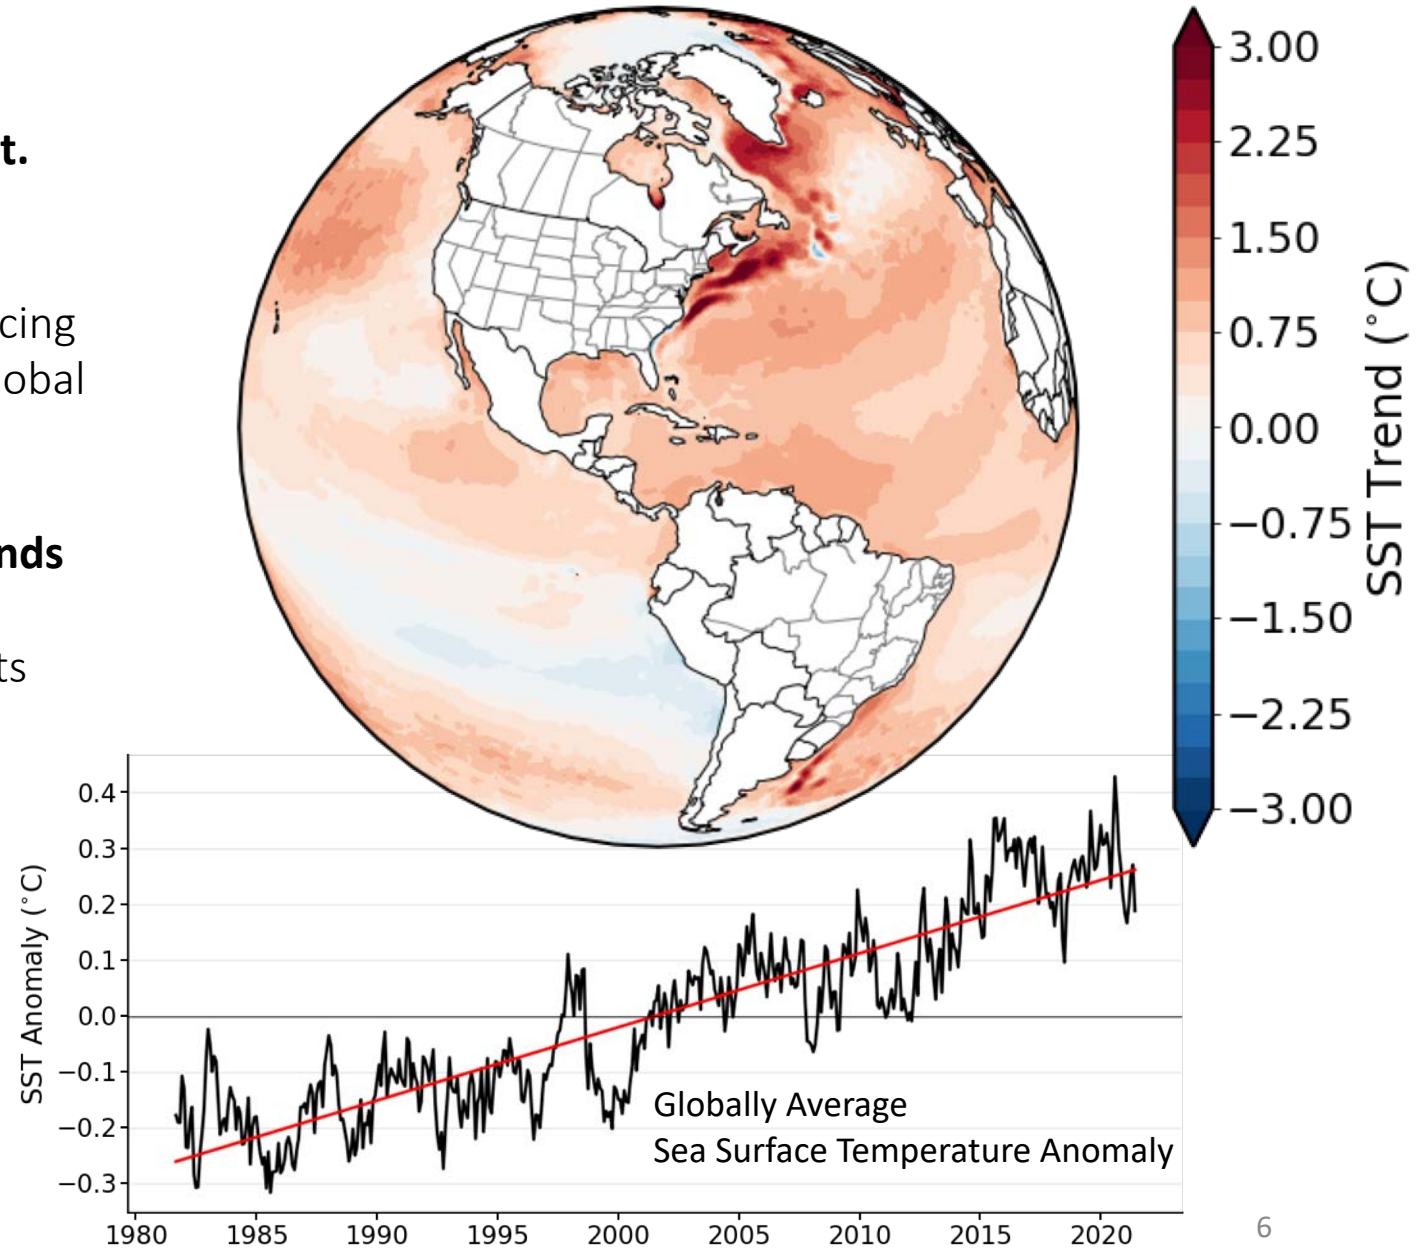 t.
cing
obal
nds
ts
3.00
2.25
1.50
0.75
0.00
−0.75
−1.50
−2.25
−3.00
SST Trend (°C)
0.4
0.3
0.2
0.1
0.0
−0.1
−0.2
−0.3
SST Anomaly (°C)
Globally Average
Sea Surface Temperature Anomaly
1980 1985 1990 1995 2000 2005 2010 2015 2020
6